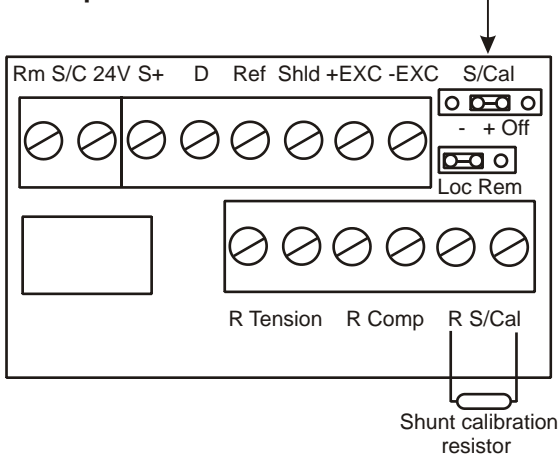 Rm S/C 24V S+ D Ref Shld +EXC -EXC S/Cal
- + Off
Loc Rem
R Tension R Comp R S/Cal
Shunt calibration
resistor